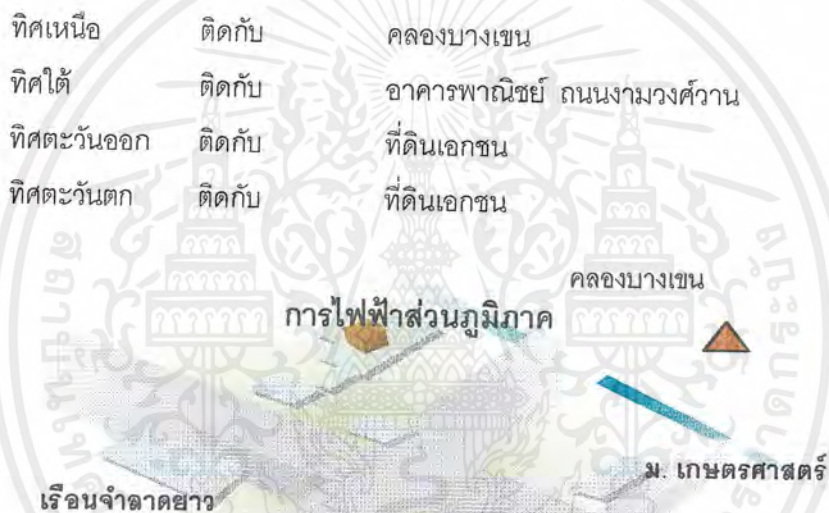 ทิศเหนือ ติดกับ คลองบางเขน
ทิศใต้ ติดกับ อาคารพาณิชย์ ถนนงามวงศ์วาน
ทิศตะวันออก ติดกับ ที่ดินเอกชน
ทิศตะวันตก ติดกับ ที่ดินเอกชน
คลองบางเขน
การไฟฟ้าส่วนภูมิภาค
ม. เกษตรศาสตร์
เรือนจำลาดยาว